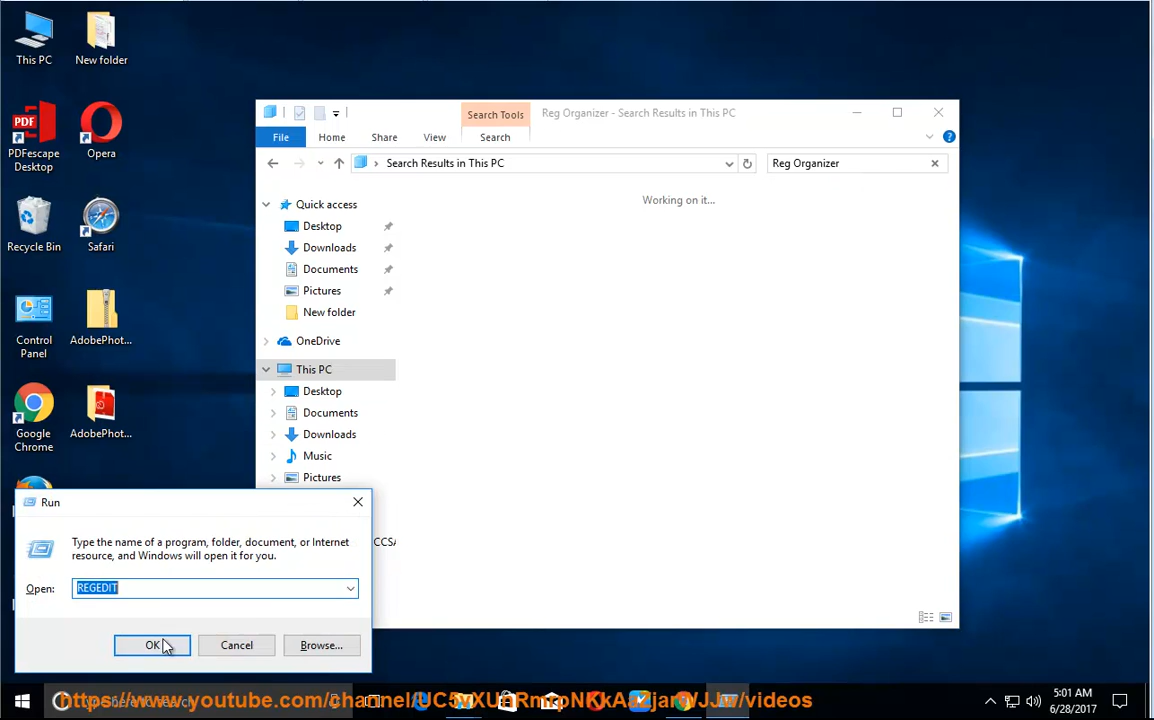 This PC
New folder
PDF
PDFescape
Desktop
Opera
Recycle Bin
Safari
Control
Panel
AdobePhot...
Google
Chrome
AdobePhot...
Search Tools
Reg Organizer - Search Results in This PC
File
Home
Share
View
Search
Search Results in This PC
Reg Organizer
Working on it...
Quick access
Desktop
Downloads
Documents
Pictures
New folder
OneDrive
This PC
Desktop
Documents
Downloads
Music
Pictures
Run
Type the name of a program, folder, document, or Internet
resource, and Windows will open it for you.
Open:
REGEDIT
OK
Cancel
Browse...
5:01 AM
6/28/2017